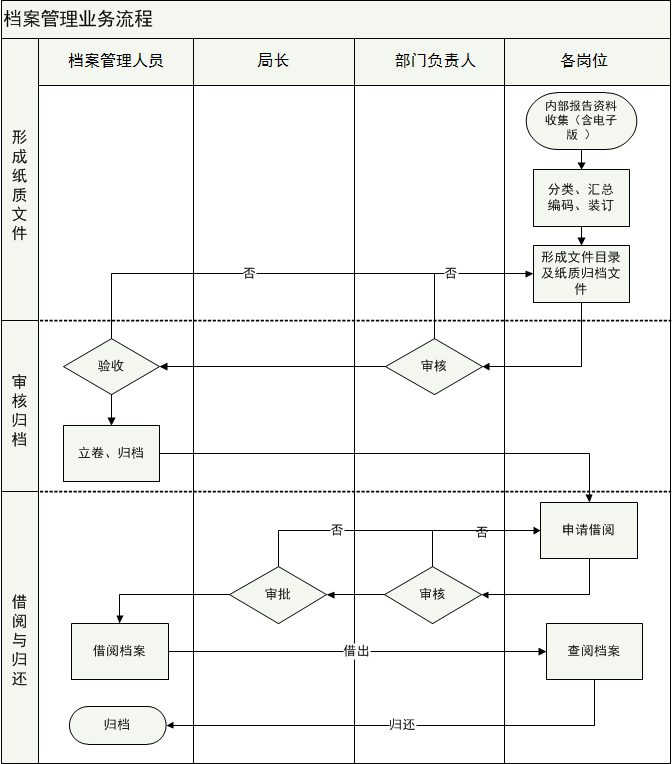 档案管理业务流程
档案管理人员
局长
部门负责人
各岗位
形成纸质文件
内部报告资料
收集（含电子
版 ）
分类、汇总
编码、装订
形成文件目录
及纸质归档文
件
否
否
审核归档
验收
审核
立卷、归档
借阅与归还
申请借阅
否
否
审批
审核
借阅档案
借出
查阅档案
归档
归还